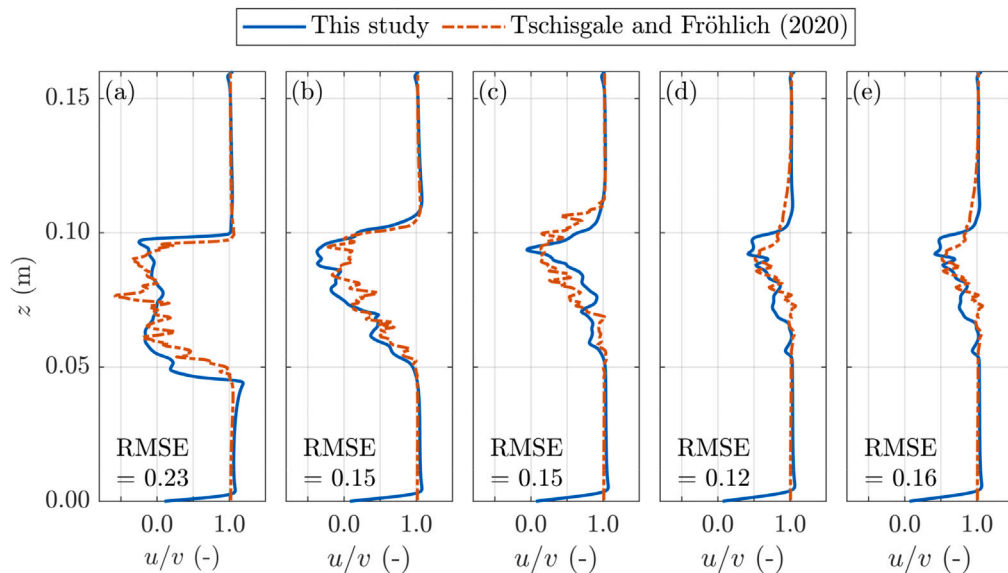 This study Tschisgale and Fröhlich (2020)
(a) (b) (c) (d) (e)
0.15
0.10
z (m)
0.05
RMSE RMSE RMSE RMSE RMSE
= 0.23 = 0.15 = 0.15 = 0.12 = 0.16
0.00
0.0 1.0 0.0 1.0 0.0 1.0 0.0 1.0 0.0 1.0
u/v (-) u/v (-) u/v (-) u/v (-) u/v (-)